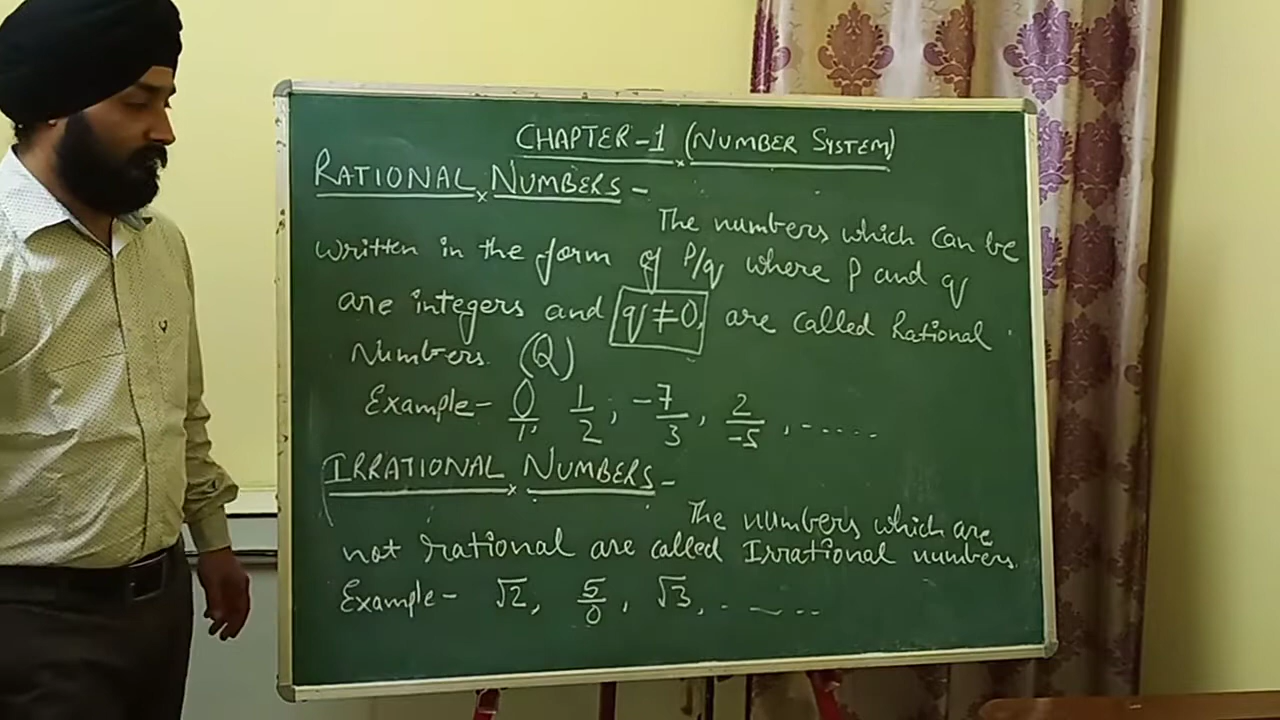 CHAPTER-1 (NUMBER SYSTEM)
RATIONAL NUMBERS -
The numbers which can be
written in the form of P/q where p and q
are integers and q≠0, are called Rational
Numbers. (Q)
Example- 0/1, 1/2, -7/3, 2/-5, ......
IRRATIONAL NUMBERS -
The numbers which are
not rational are called Irrational numbers.
Example- √2, 5/0, √3, ......